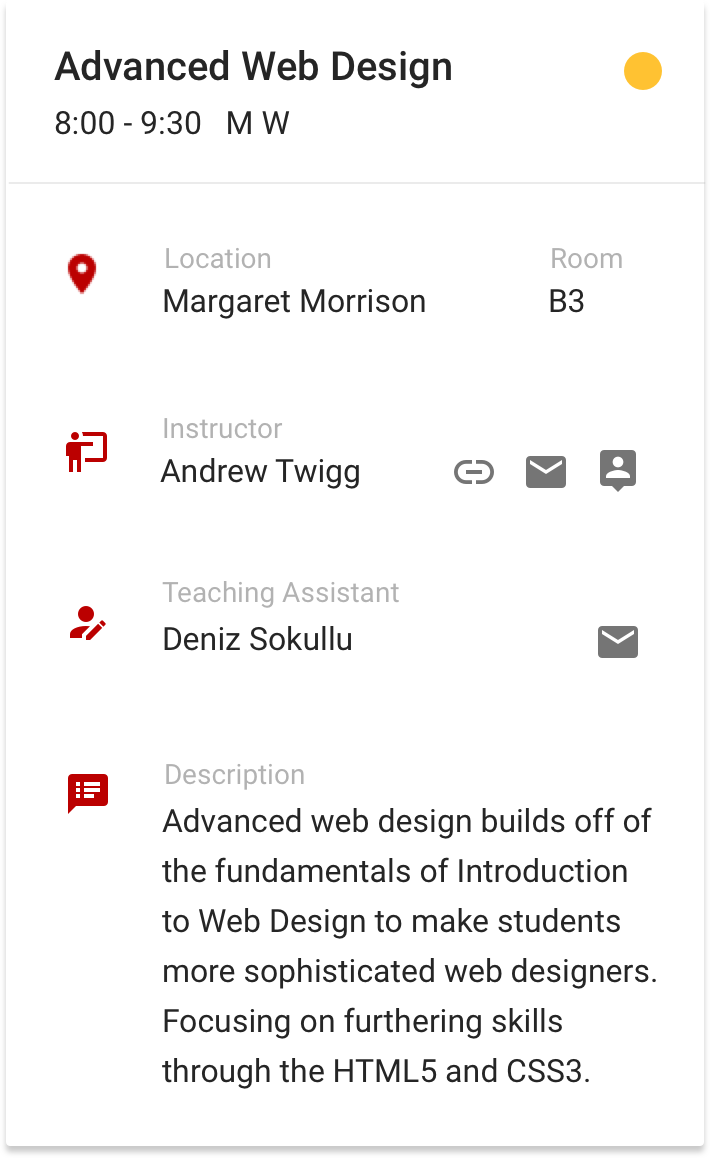 Advanced Web Design
8:00 - 9:30 M W
Location Room
Margaret Morrison B3
Instructor
Andrew Twigg
Teaching Assistant
Deniz Sokullu
Description
Advanced web design builds off of
the fundamentals of Introduction
to Web Design to make students
more sophisticated web designers.
Focusing on furthering skills
through the HTML5 and CSS3.